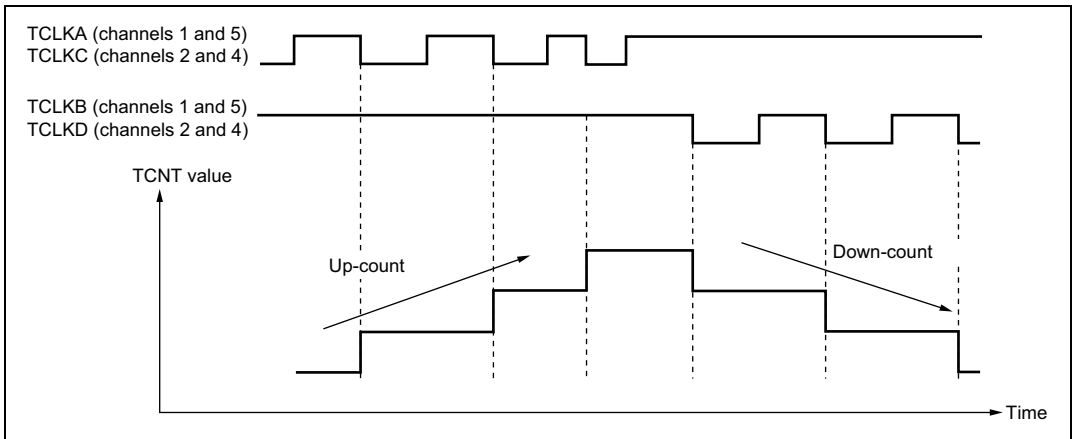 TCLKA (channels 1 and 5)
TCLKC (channels 2 and 4)
TCLKB (channels 1 and 5)
TCLKD (channels 2 and 4)
TCNT value
Up-count
Down-count
Time